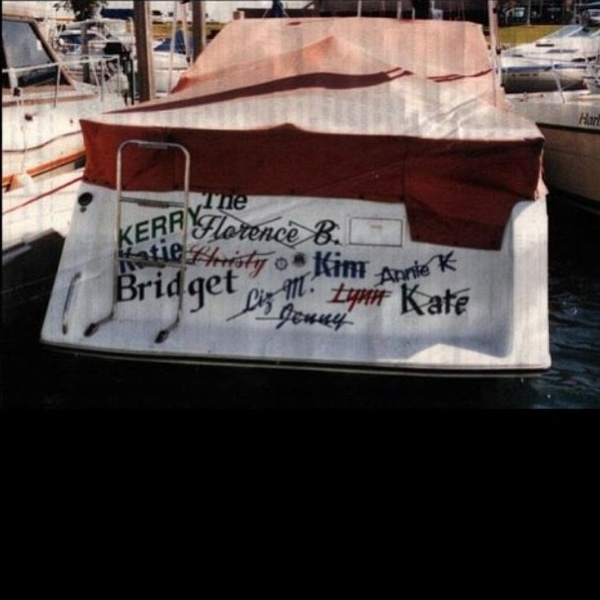 The
KERRY Florence B.
Katie Christy Kim Annie K
Bridget Liz M. Lynn Kate
Jenny